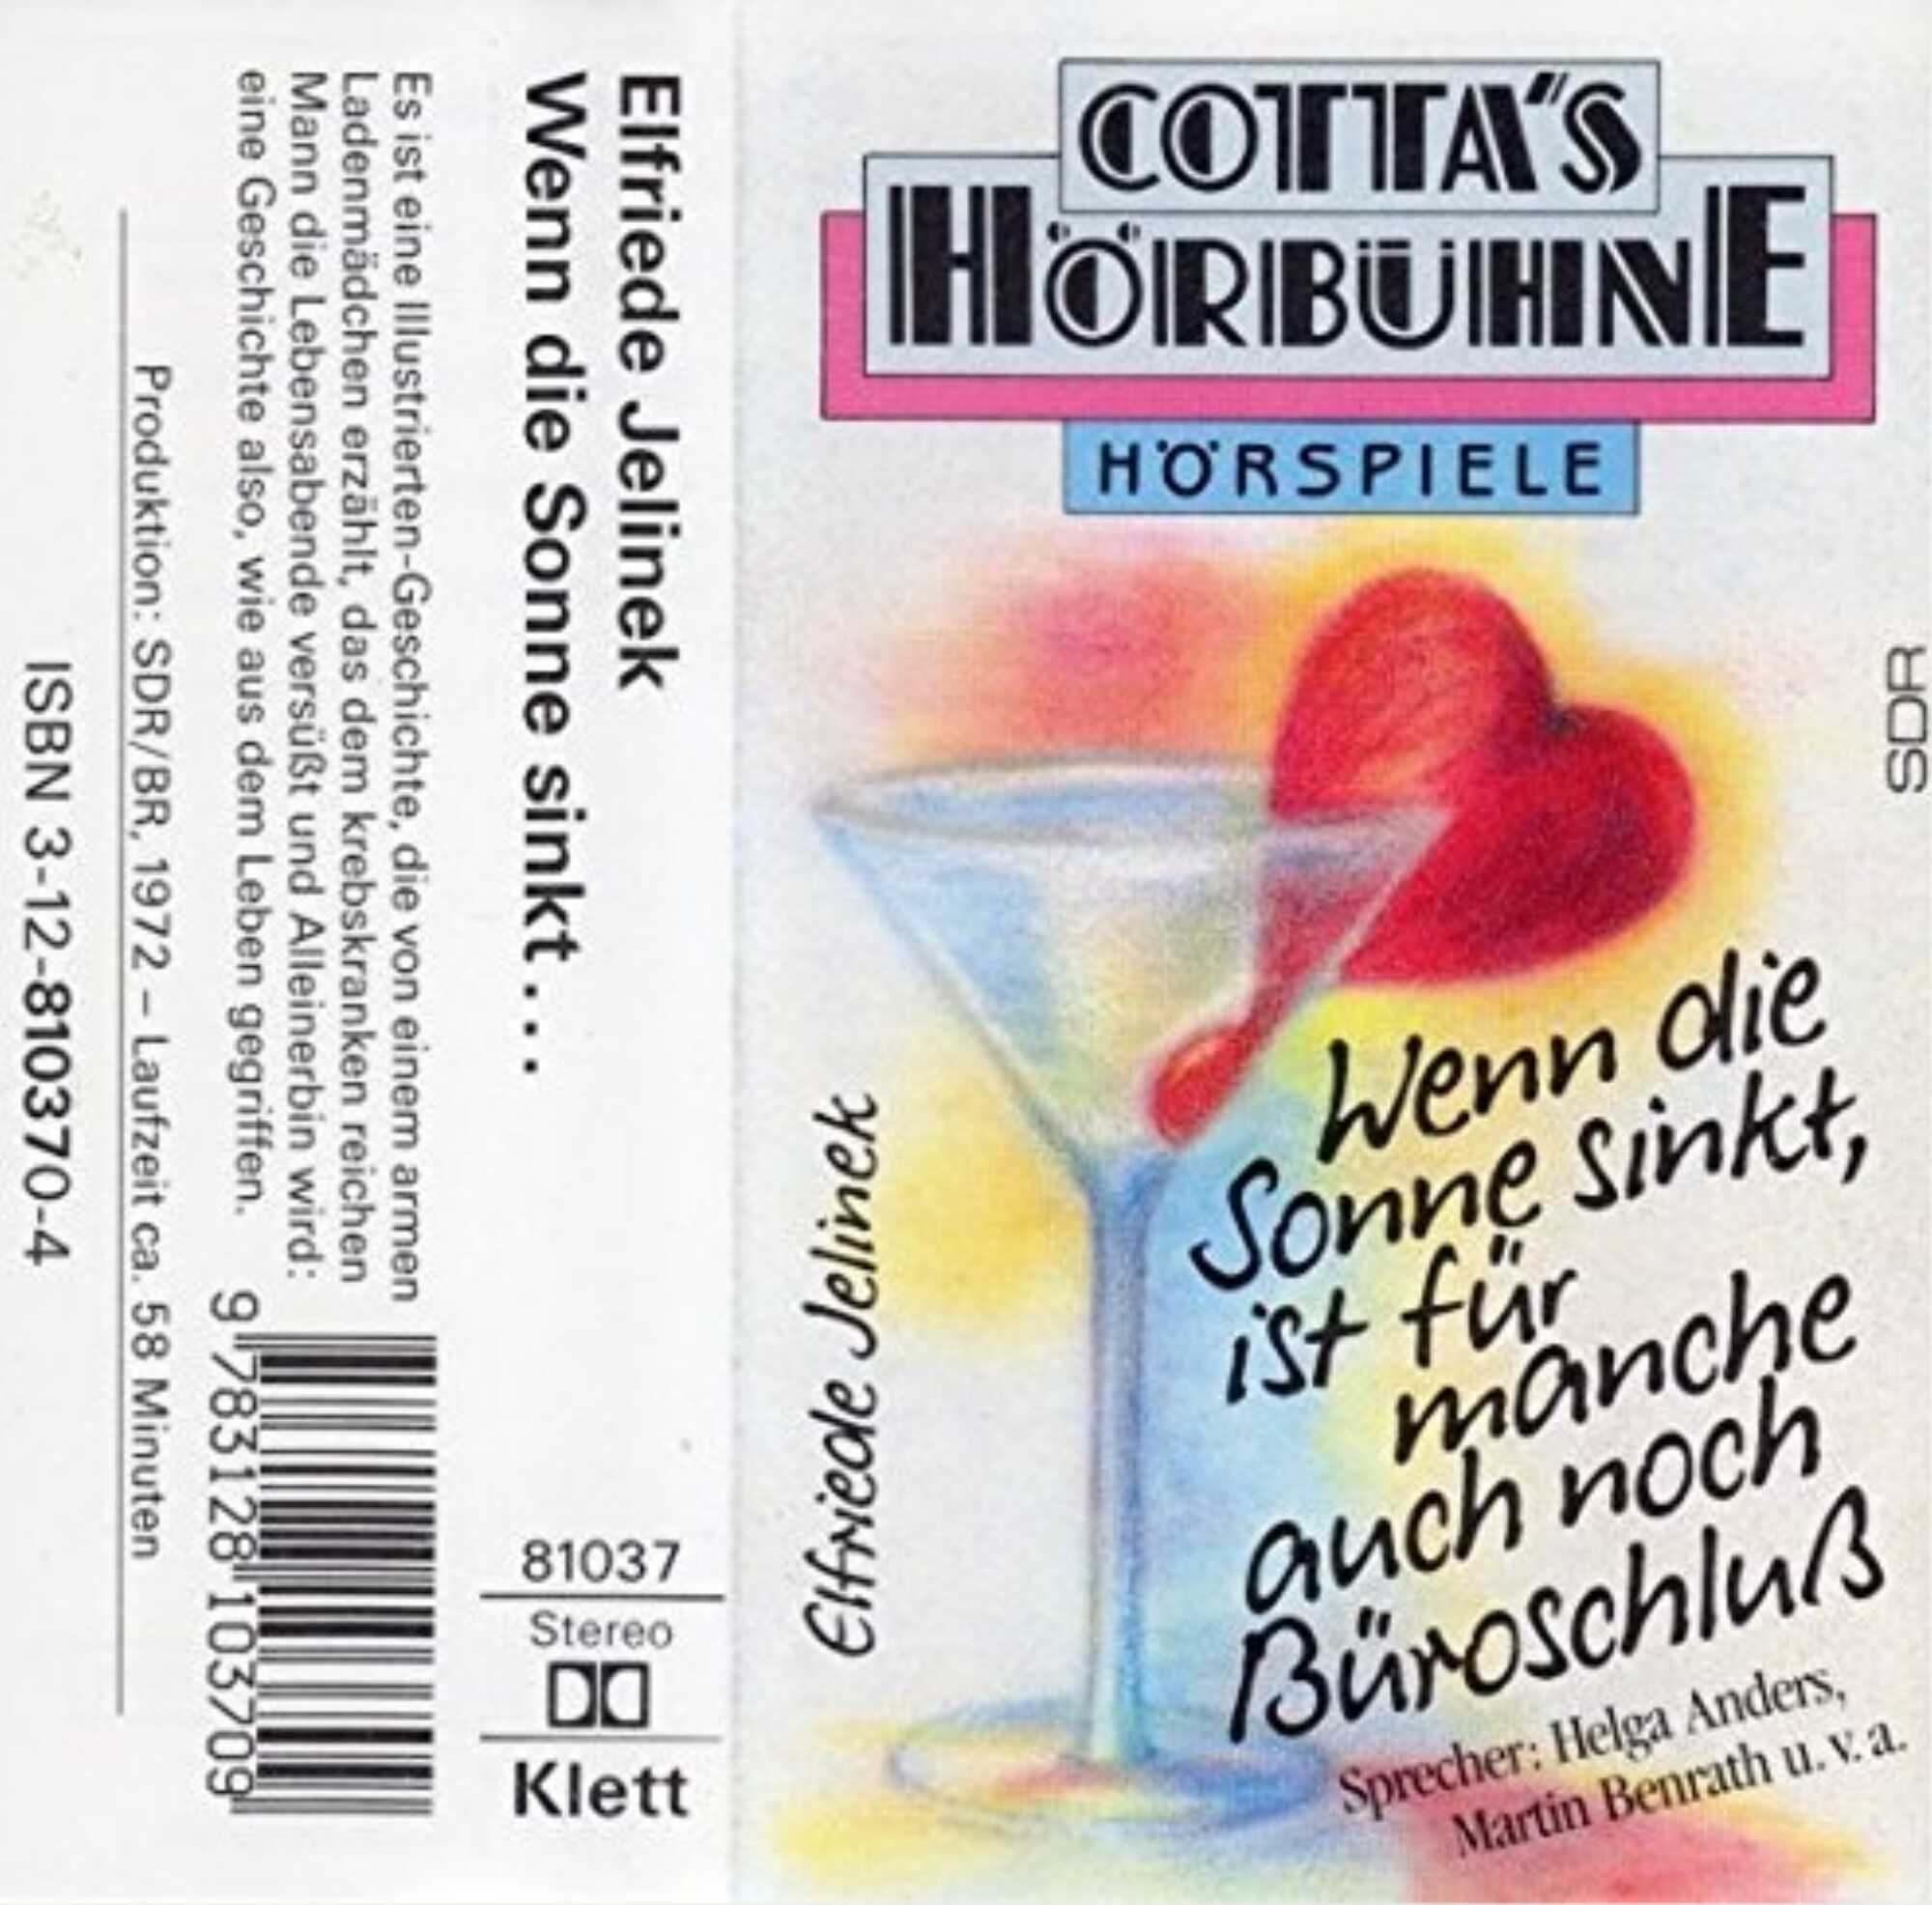 COTTA'S
HÖRBÜHNE
HÖRSPIELE
SDR
Wenn die
Sonne sinkt,
ist für
manche
auch noch
Büroschluß
Sprecher: Helga Anders,
Martin Benrath u. v. a.
Elfriede Jelinek
Elfriede Jelinek
Wenn die Sonne sinkt...
81037
Stereo
Klett
Es ist eine Illustrierten-Geschichte, die von einem armen
Ladenmädchen erzählt, das dem krebskranken reichen
Mann die Lebensabende versüßt und Alleinerbin wird:
eine Geschichte also, wie aus dem Leben gegriffen.
9 783128 103709
Produktion: SDR/BR, 1972 – Laufzeit ca. 58 Minuten
ISBN 3-12-810370-4